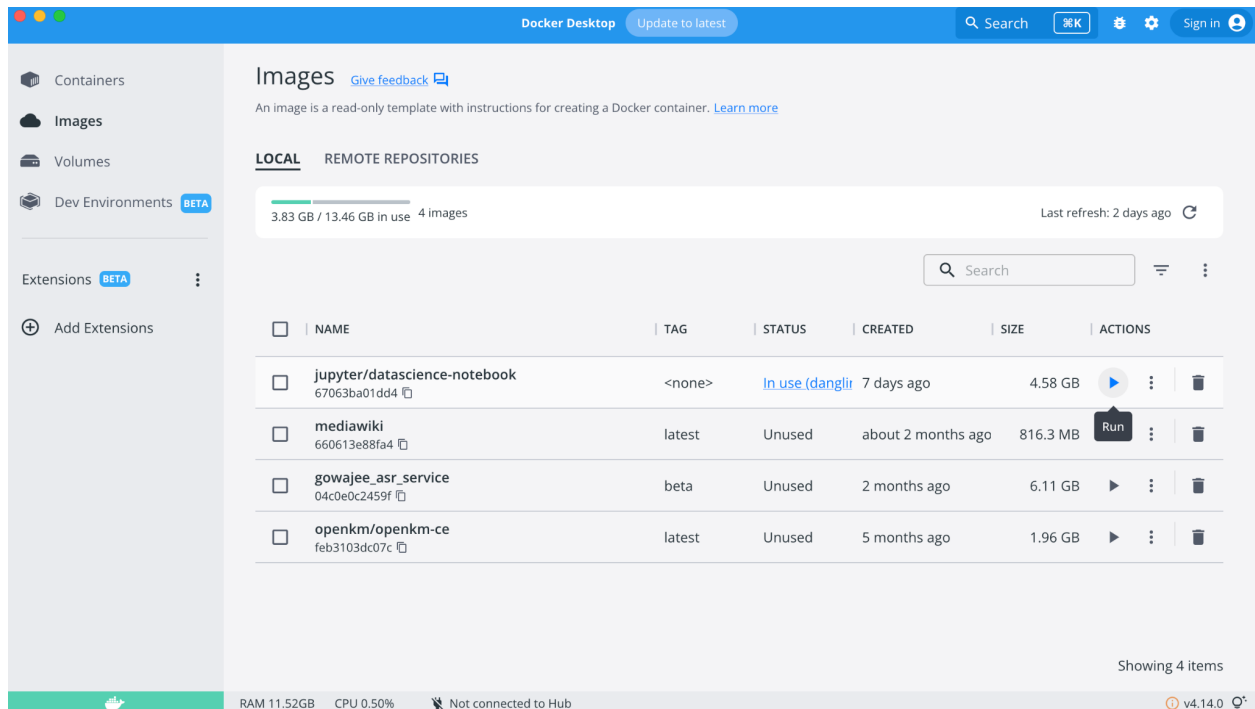 Docker Desktop Update to latest Search ⌘K Sign in
Containers
Images
Volumes
Dev Environments BETA
Extensions BETA
Add Extensions
Images Give feedback
An image is a read-only template with instructions for creating a Docker container. Learn more
LOCAL REMOTE REPOSITORIES
3.83 GB / 13.46 GB in use 4 images Last refresh: 2 days ago
Search
NAME TAG STATUS CREATED SIZE ACTIONS
jupyter/datascience-notebook
67063ba01dd4 <none> In use (danglin 7 days ago 4.58 GB
Run
mediawiki
660613e88fa4 latest Unused about 2 months ago 816.3 MB
gowajee_asr_service
04c0e0c2459f beta Unused 2 months ago 6.11 GB
openkm/openkm-ce
feb3103dc07c latest Unused 5 months ago 1.96 GB
Showing 4 items
RAM 11.52GB CPU 0.50% Not connected to Hub v4.14.0